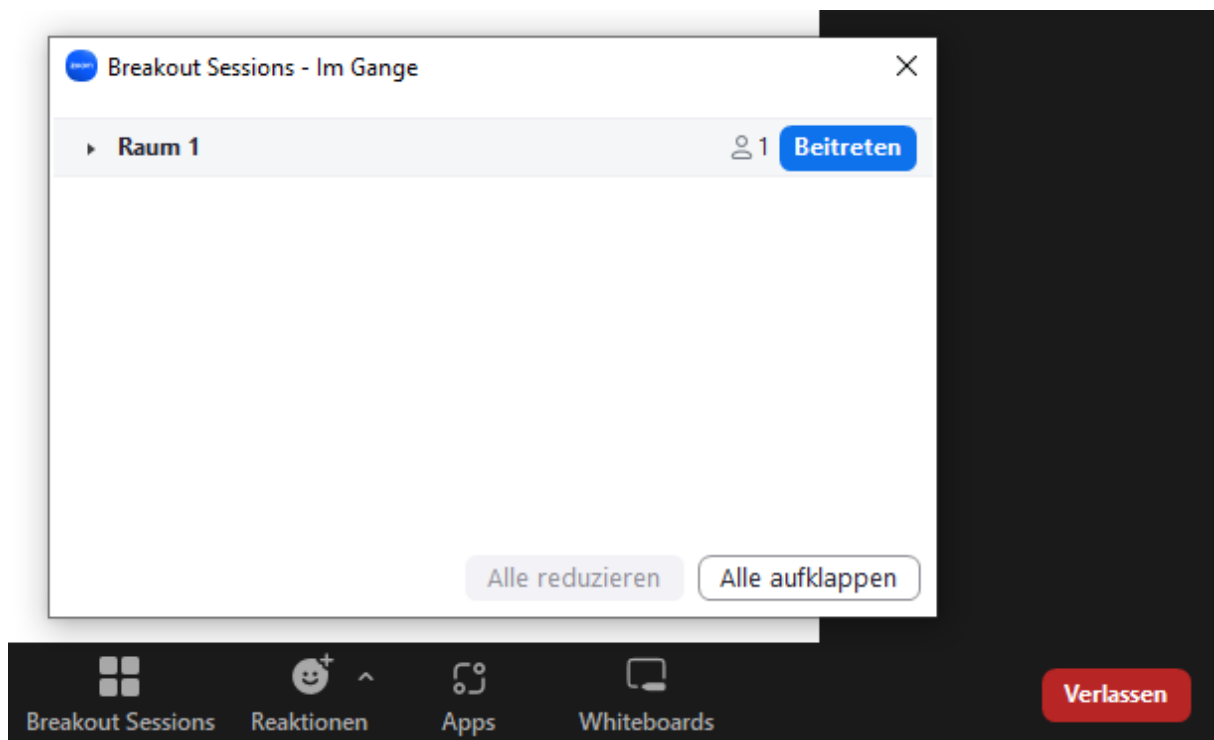 Breakout Sessions - Im Gange
Raum 1 1 Beitreten
Alle reduzieren Alle aufklappen
Breakout Sessions Reaktionen Apps Whiteboards Verlassen